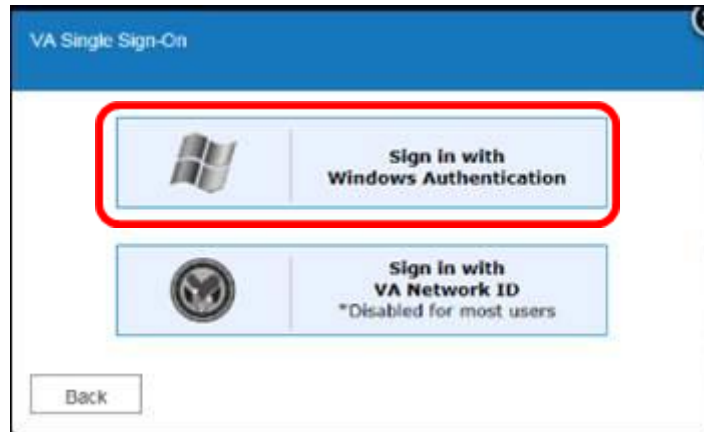 VA Single Sign-On
Sign in with
Windows Authentication
Sign in with
VA Network ID
*Disabled for most users
Back